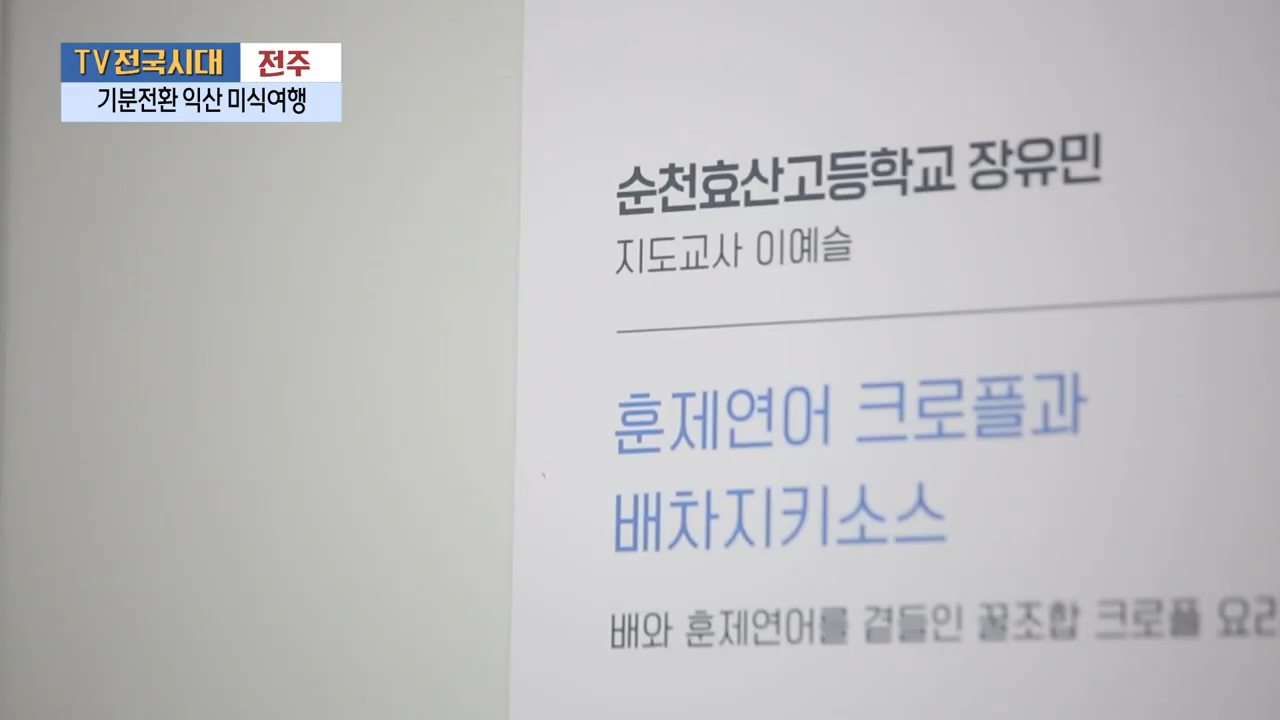 TV전국시대 전주
기분전환 익산 미식여행
순천효산고등학교 장유민
지도교사 이예슬
훈제연어 크로플과
배차지키소스
배와 훈제연어를 곁들인 꿀조합 크로플 요리